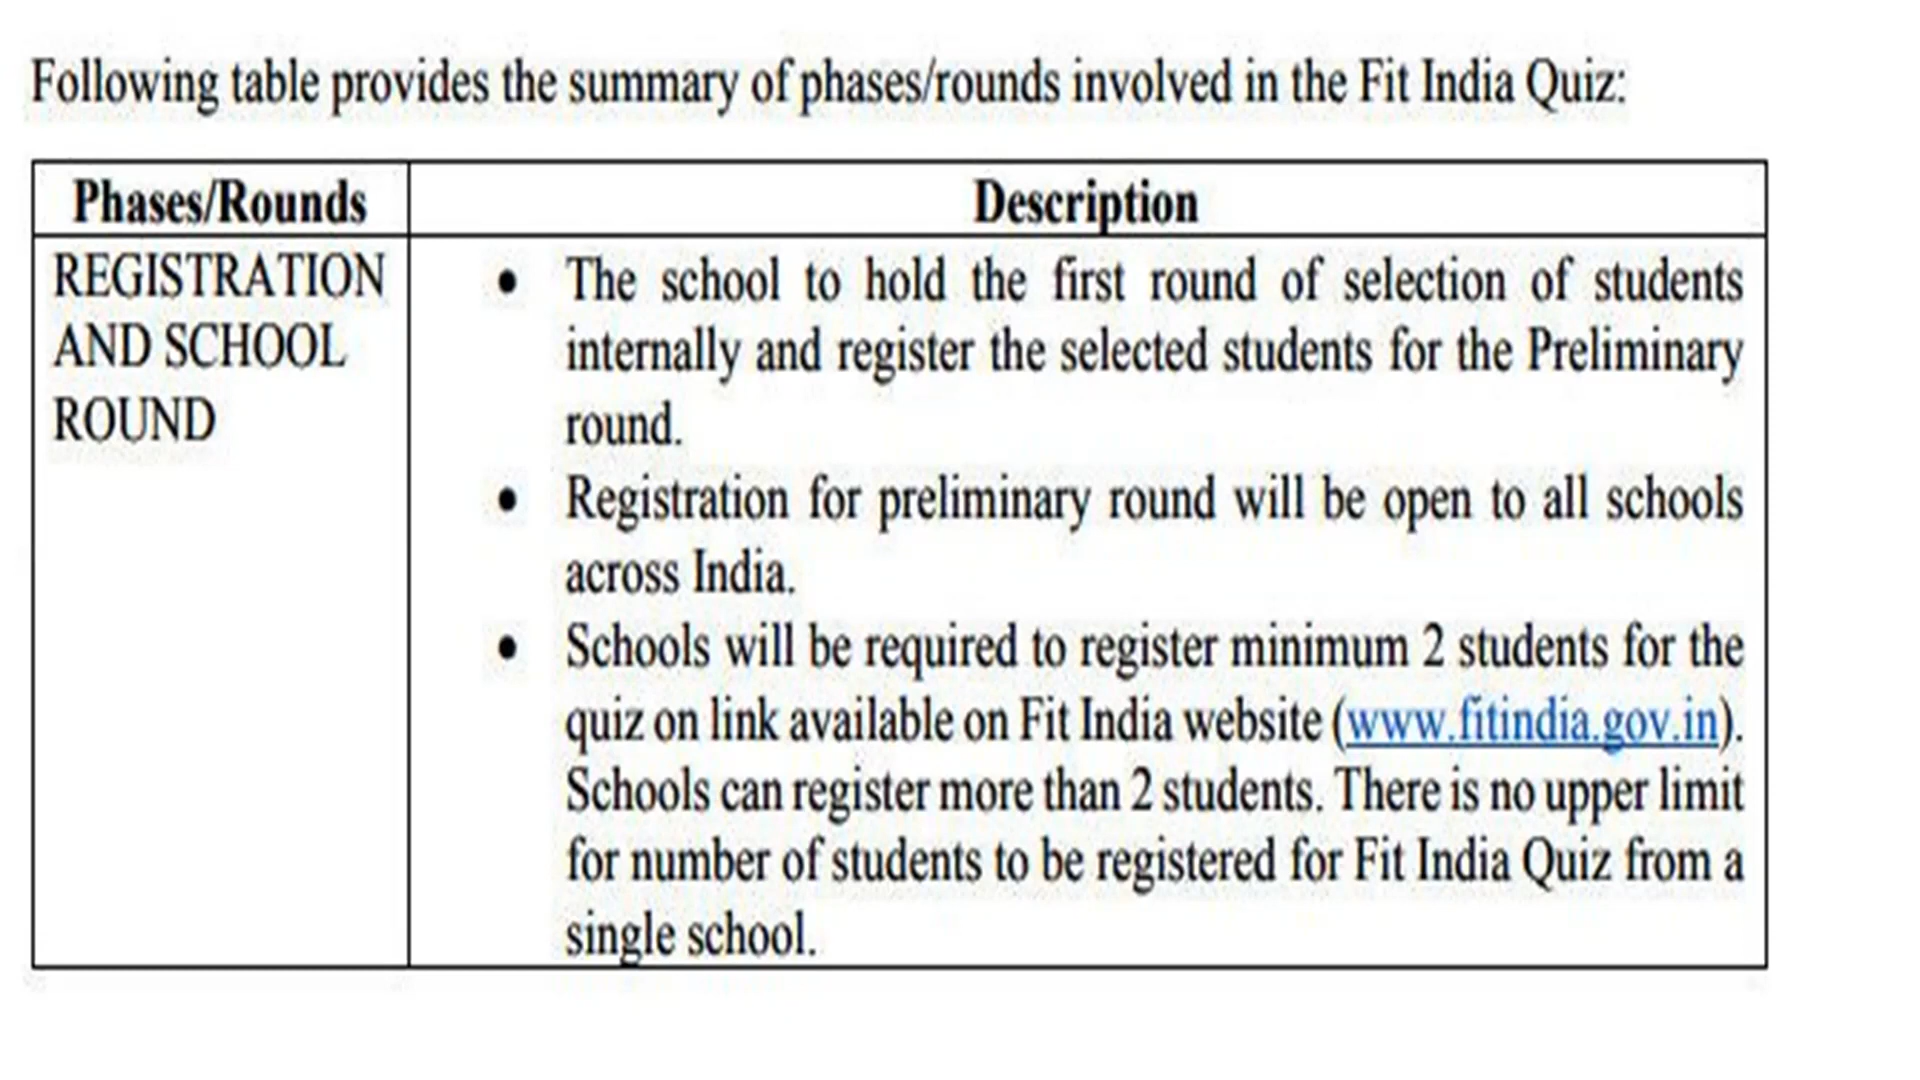 Following table provides the summary of phases/rounds involved in the Fit India Quiz:
Phases/Rounds
Description
REGISTRATION
AND SCHOOL
ROUND
• The school to hold the first round of selection of students
internally and register the selected students for the Preliminary
round.
• Registration for preliminary round will be open to all schools
across India.
• Schools will be required to register minimum 2 students for the
quiz on link available on Fit India website (www.fitindia.gov.in).
Schools can register more than 2 students. There is no upper limit
for number of students to be registered for Fit India Quiz from a
single school.